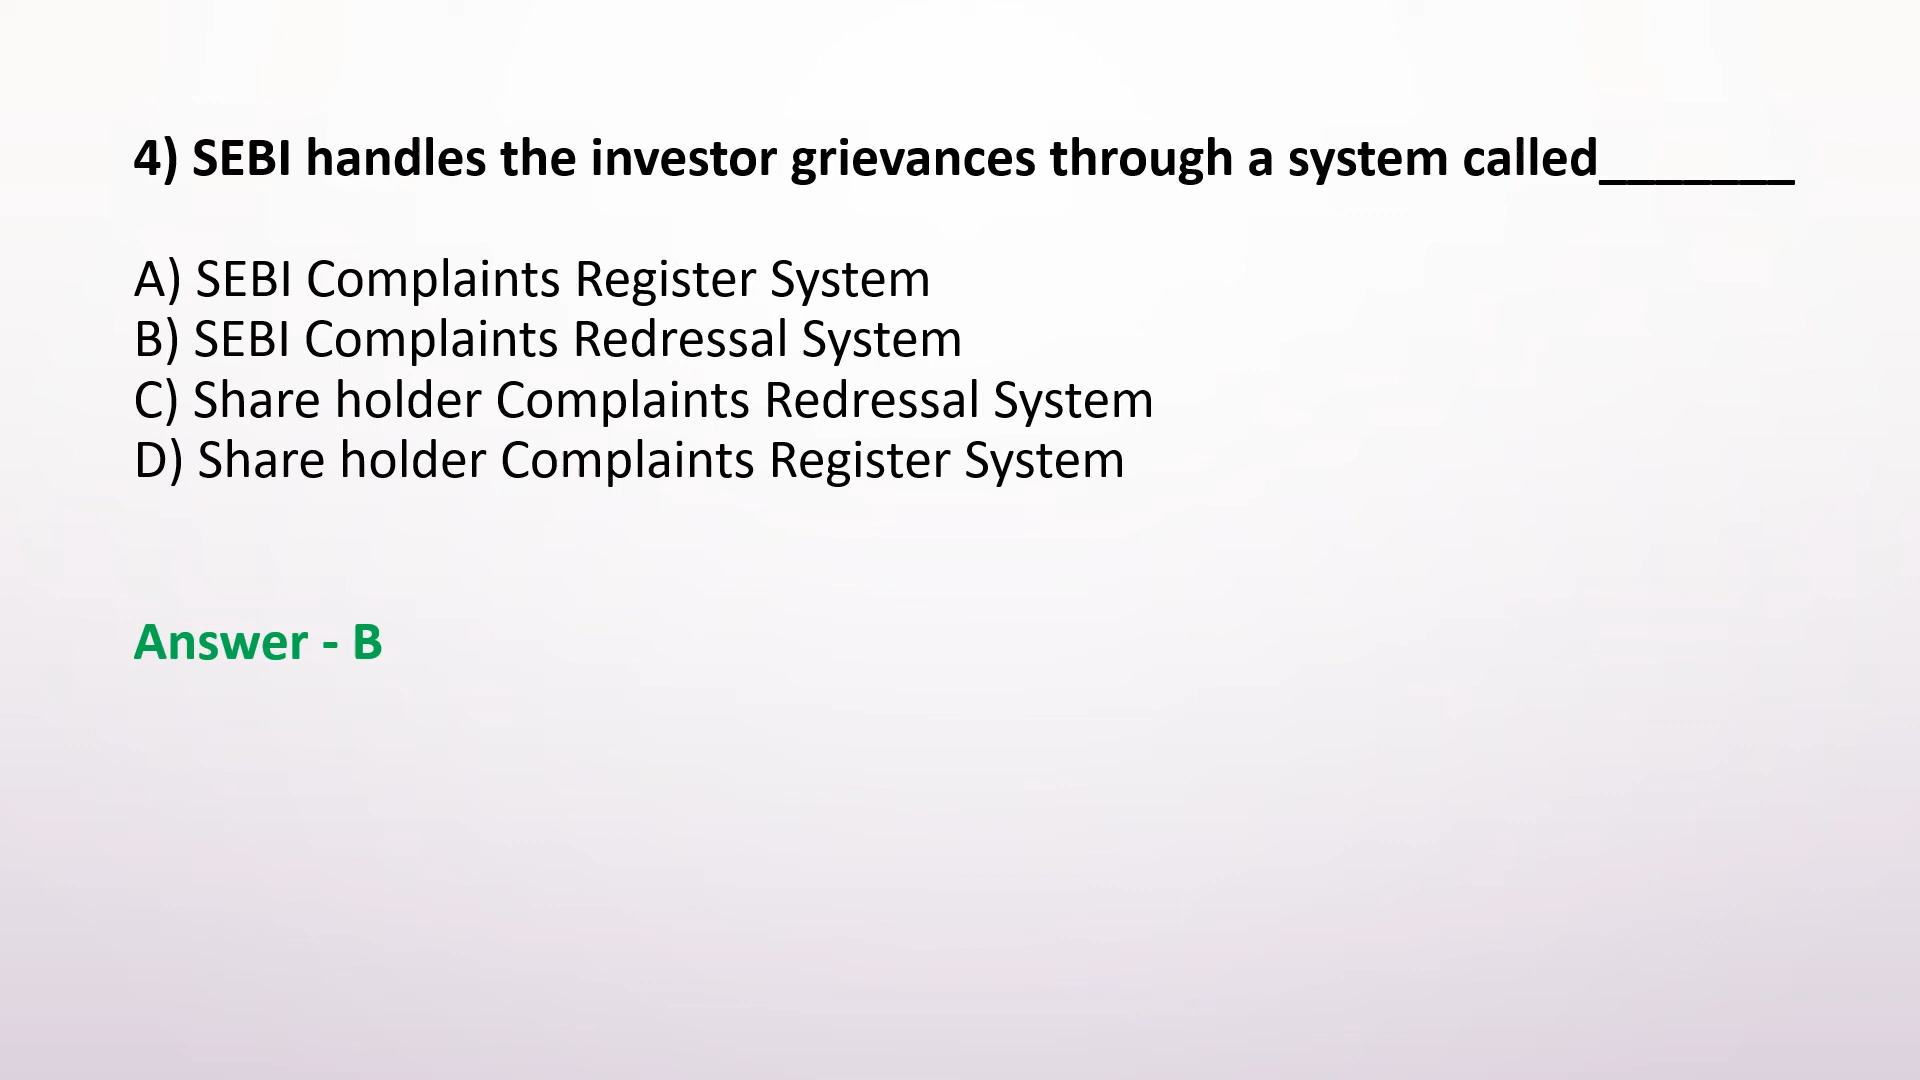 4) SEBI handles the investor grievances through a system called_______
A) SEBI Complaints Register System
B) SEBI Complaints Redressal System
C) Share holder Complaints Redressal System
D) Share holder Complaints Register System
Answer - B